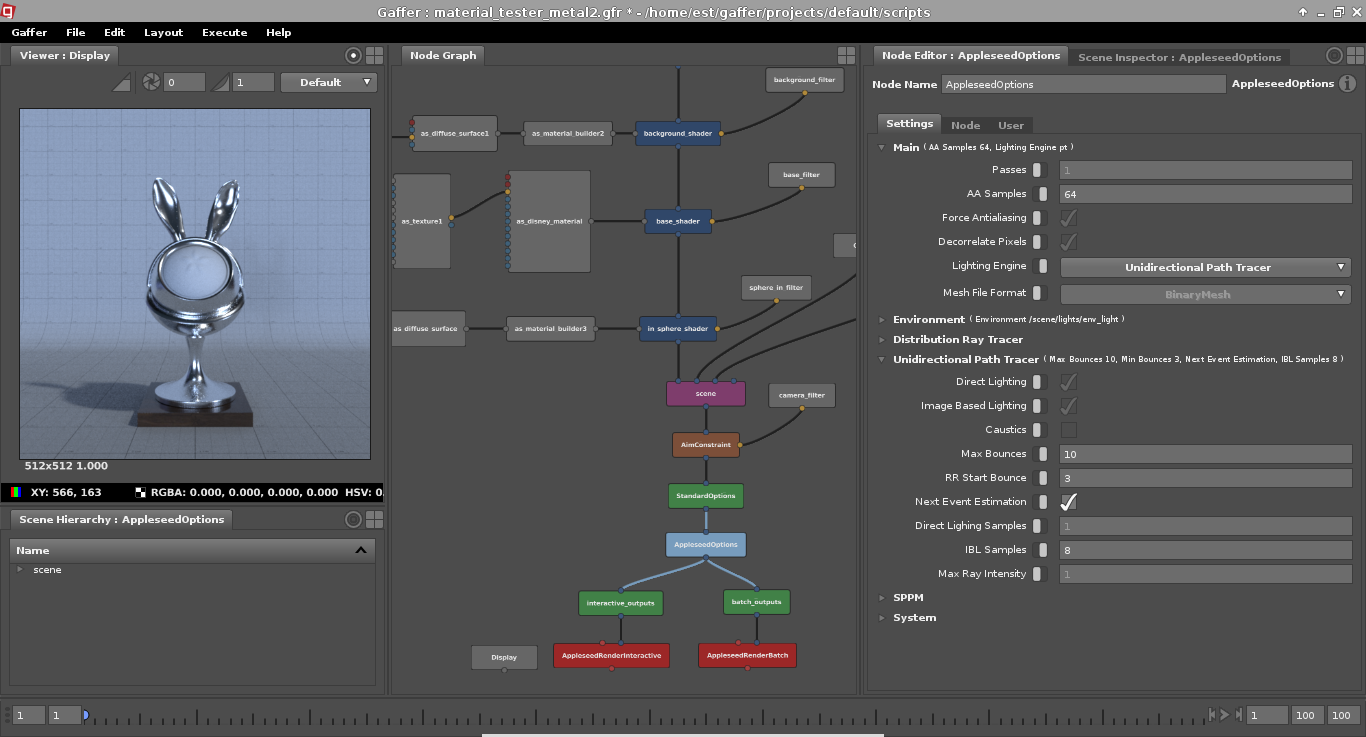 Gaffer : material_tester_metal2.gfr * - /home/est/gaffer/projects/default/scripts
Gaffer File Edit Layout Execute Help
Viewer : Display
0 1 Default
512x512 1.000
XY: 566, 163 RGBA: 0.000, 0.000, 0.000, 0.000 HSV: 0.
Scene Hierarchy : AppleseedOptions
Name
scene
Node Graph
background_filter
as_diffuse_surface1 as_material_builder2 background_shader
base_filter
as_texture1 as_disney_material base_shader
sphere_in_filter
as_diffuse_surface as_material_builder3 in_sphere_shader
scene camera_filter
AimConstraint
StandardOptions
AppleseedOptions
interactive_outputs batch_outputs
Display AppleseedRenderInteractive AppleseedRenderBatch
Node Editor : AppleseedOptions Scene Inspector : AppleseedOptions
Node Name AppleseedOptions AppleseedOptions
Settings Node User
Main ( AA Samples 64, Lighting Engine pt )
Passes 1
AA Samples 64
Force Antialiasing
Decorrelate Pixels
Lighting Engine Unidirectional Path Tracer
Mesh File Format BinaryMesh
Environment ( Environment /scene/lights/env_light )
Distribution Ray Tracer
Unidirectional Path Tracer ( Max Bounces 10, Min Bounces 3, Next Event Estimation, IBL Samples 8 )
Direct Lighting
Image Based Lighting
Caustics
Max Bounces 10
RR Start Bounce 3
Next Event Estimation
Direct Lighing Samples 1
IBL Samples 8
Max Ray Intensity 1
SPPM
System
1 1 1 100 100